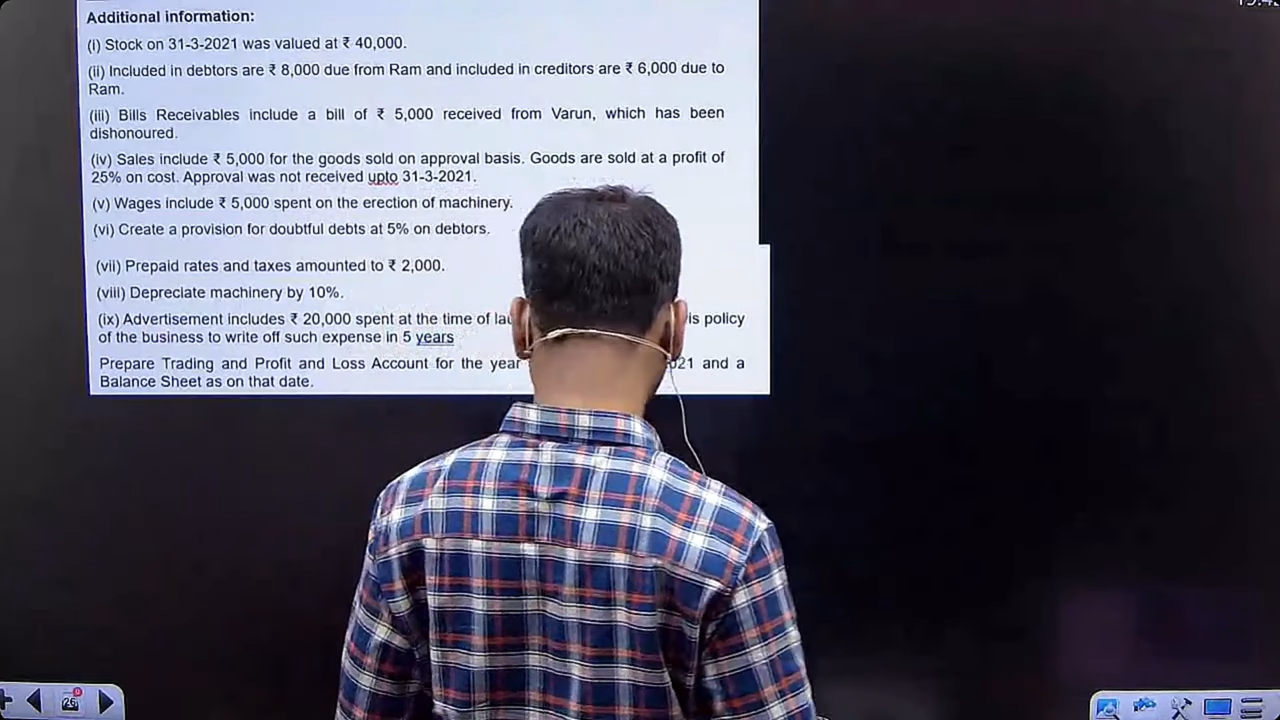 Additional information:
(i) Stock on 31-3-2021 was valued at ₹ 40,000.
(ii) Included in debtors are ₹ 8,000 due from Ram and included in creditors are ₹ 6,000 due to
Ram.
(iii) Bills Receivables include a bill of ₹ 5,000 received from Varun, which has been
dishonoured.
(iv) Sales include ₹ 5,000 for the goods sold on approval basis. Goods are sold at a profit of
25% on cost. Approval was not received upto 31-3-2021.
(v) Wages include ₹ 5,000 spent on the erection of machinery.
(vi) Create a provision for doubtful debts at 5% on debtors.
(vii) Prepaid rates and taxes amounted to ₹ 2,000.
(viii) Depreciate machinery by 10%.
(ix) Advertisement includes ₹ 20,000 spent at the time of is policy
of the business to write off such expense in 5 years
Prepare Trading and Profit and Loss Account for the year and a
Balance Sheet as on that date.
26